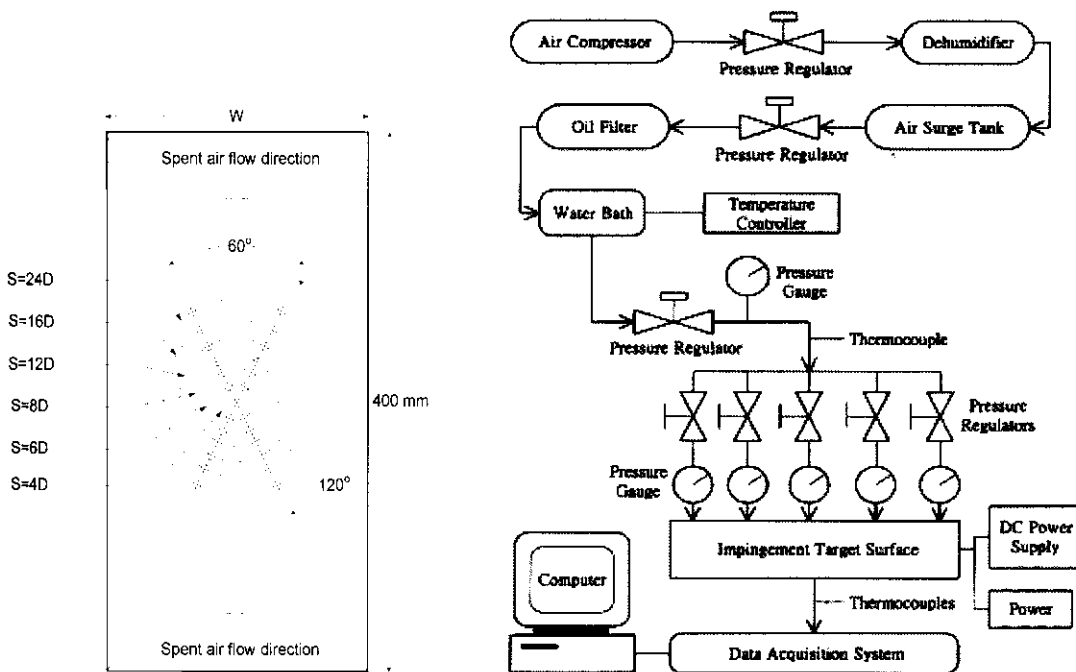 W
Spent air flow direction
60°
S=24D
S=16D
S=12D
S=8D
S=6D
S=4D
400 mm
120°
Spent air flow direction
Air Compressor
Pressure Regulator
Dehumidifier
Oil Filter
Pressure Regulator
Air Surge Tank
Water Bath
Temperature
Controller
Pressure
Gauge
Pressure Regulator
Thermocouple
Pressure
Regulators
Pressure
Gauge
Impingement Target Surface
DC Power
Supply
Power
Computer
Thermocouples
Data Acquisition System